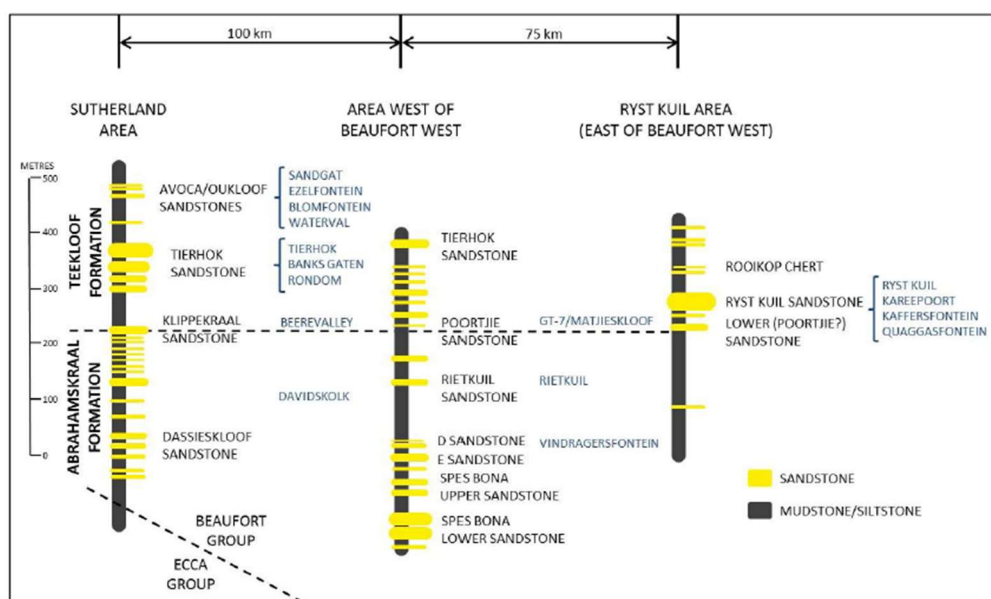 100 km
75 km
SUTHERLAND
AREA
AREA WEST OF
BEAUFORT WEST
RYST KUIL AREA
(EAST OF BEAUFORT WEST)
METRES
500
400
300
200
100
0
TEEKLOOF
FORMATION
ABRAHAMSKRAAL
FORMATION
AVOCA/OUKLOOF
SANDSTONES
SANDGAT
EZELFONTEIN
BLOMFONTEIN
WATERVAL
TIERHOK
SANDSTONE
TIERHOK
BANKS GATEN
RONDOM
KLIPPEKRAAL
SANDSTONE
BEEREVALLEY
DAVIDSKOLK
DASSIESKLOOF
SANDSTONE
BEAUFORT
GROUP
ECCA
GROUP
TIERHOK
SANDSTONE
POORTJIE
SANDSTONE
GT-7/MATJIESKLOOF
RIETKUIL
SANDSTONE
RIETKUIL
D SANDSTONE
VINDRAGERSFONTEIN
E SANDSTONE
SPES BONA
UPPER SANDSTONE
SPES BONA
LOWER SANDSTONE
ROOIKOP CHERT
RYST KUIL SANDSTONE
LOWER (POORTJIE?)
SANDSTONE
RYST KUIL
KAREEPOORT
KAFFERSFONTEIN
QUAGGASFONTEIN
SANDSTONE
MUDSTONE/SILTSTONE